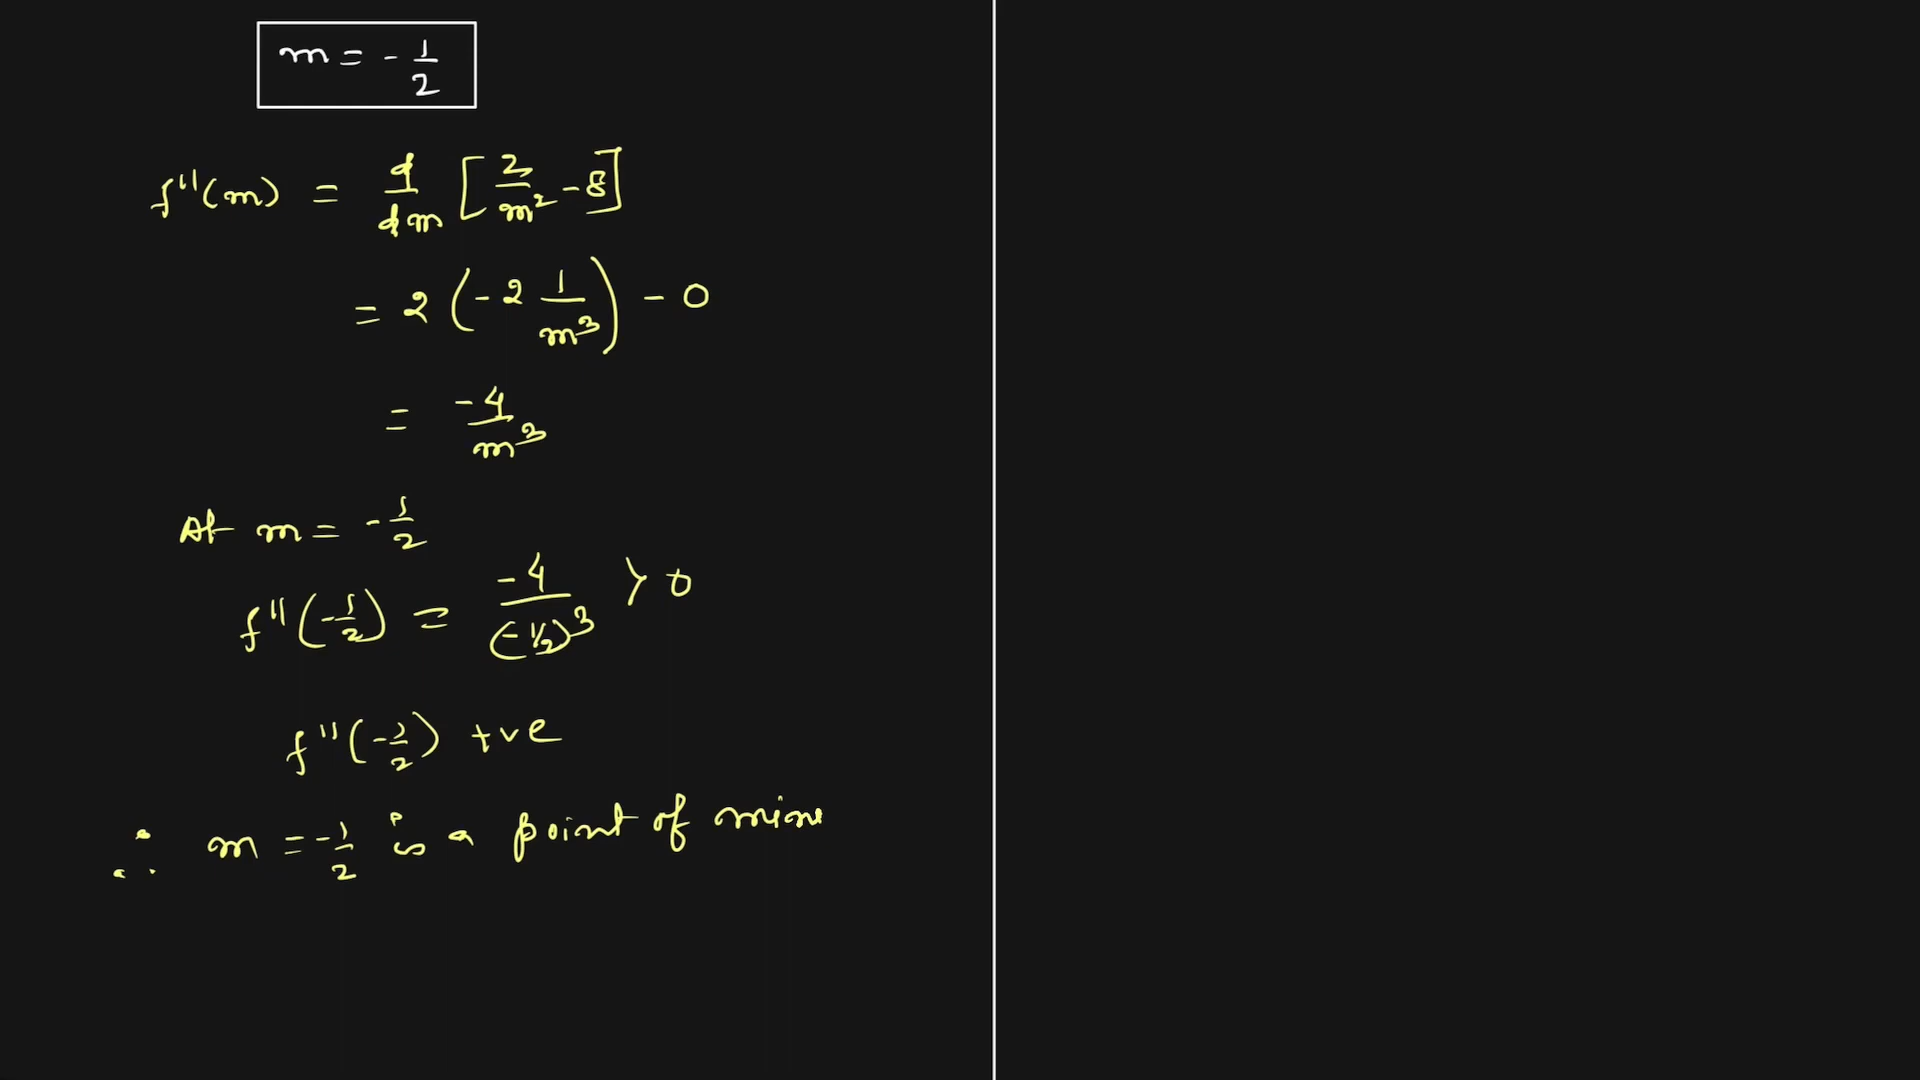 m = - 1/2
f''(m) = d/dm [2/m² - 8]
= 2 (-2 1/m³) - 0
= -4/m³
At m = - 1/2
f''(-1/2) = -4/(-1/2)³ > 0
f''(-1/2) +ve
∴ m = -1/2 is a point of mini